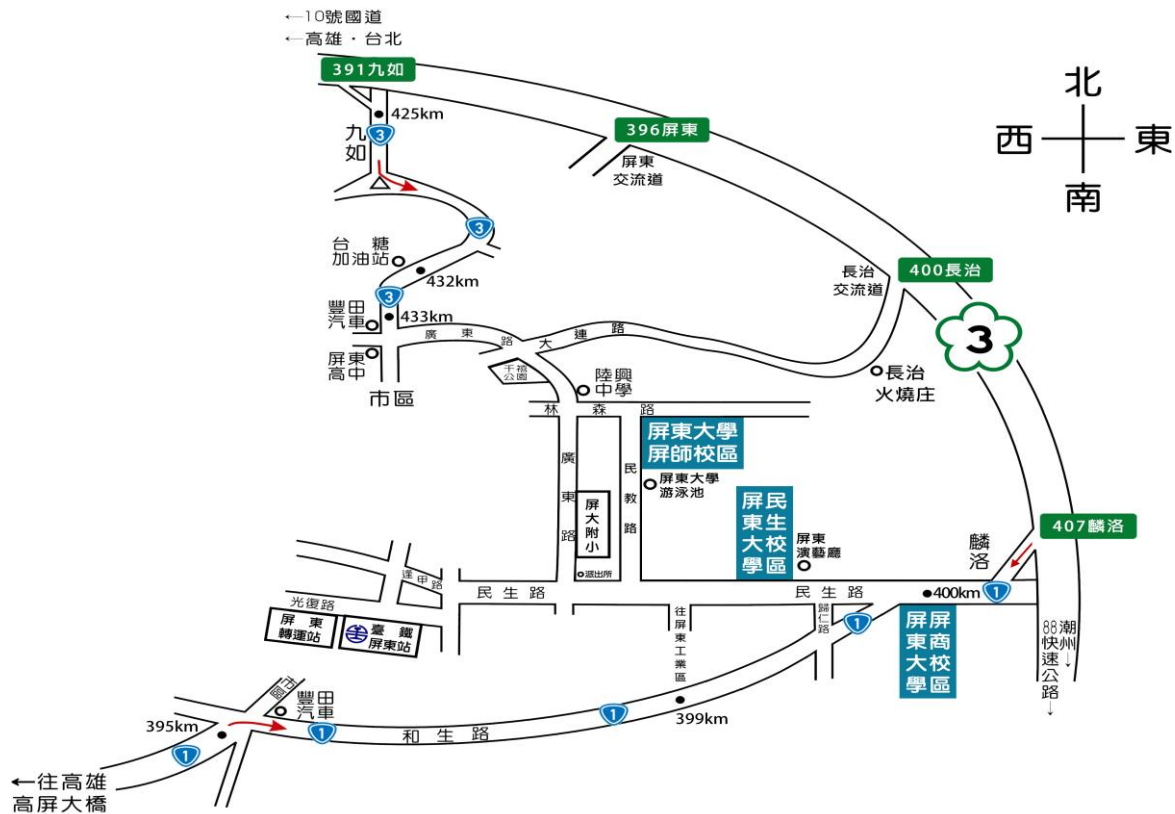 ←10號國道
←高雄・台北
391九如
425km
3
九如
396屏東
屏東
交流道
北
西 東
南
3
台糖
加油站
432km
3
433km
豐田
汽車
屏東
高中
市區
廣東路
大連路
千禧
公園
長治
交流道
400長治
3
長治
火燒庄
陸興
中學
林森路
屏東大學
屏師校區
廣東路
民教路
屏東大學
游泳池
屏大附小
派出所
屏東大學
民生校區
屏東
演藝廳
麟洛
407麟洛
逢甲路
光復路
民生路
民生路
400km
1
屏東
轉運站
臺鐵
屏東站
往屏東工業區
歸仁路
1
屏東大學
屏商校區
潮州↓
88快速公路↓
市區
豐田
汽車
395km
1
1
和生路
1
399km
←往高雄
高屏大橋